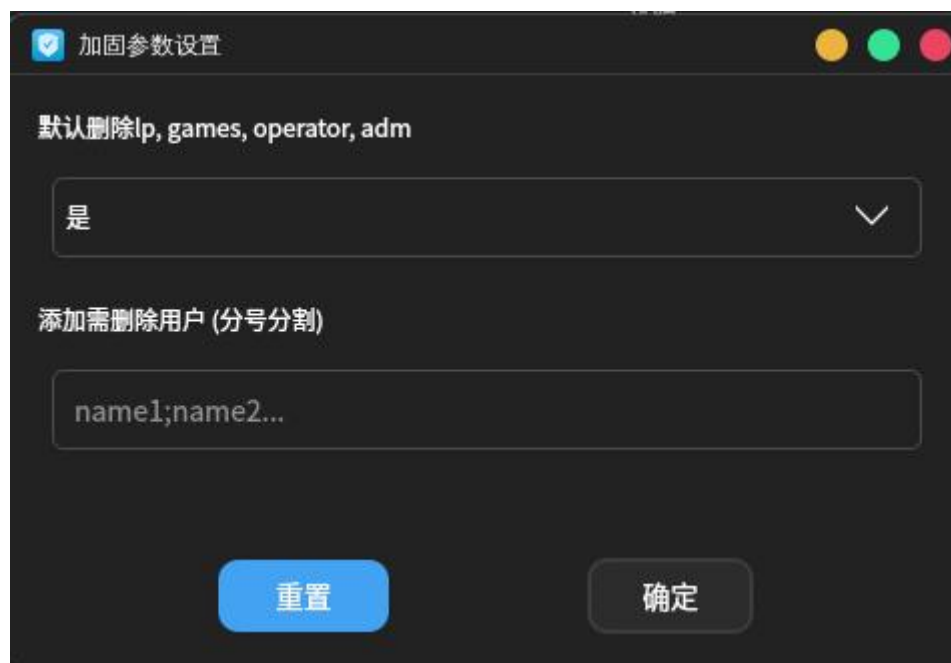 加固参数设置
默认删除lp, games, operator, adm
是
添加需删除用户 (分号分割)
name1;name2...
重置
确定